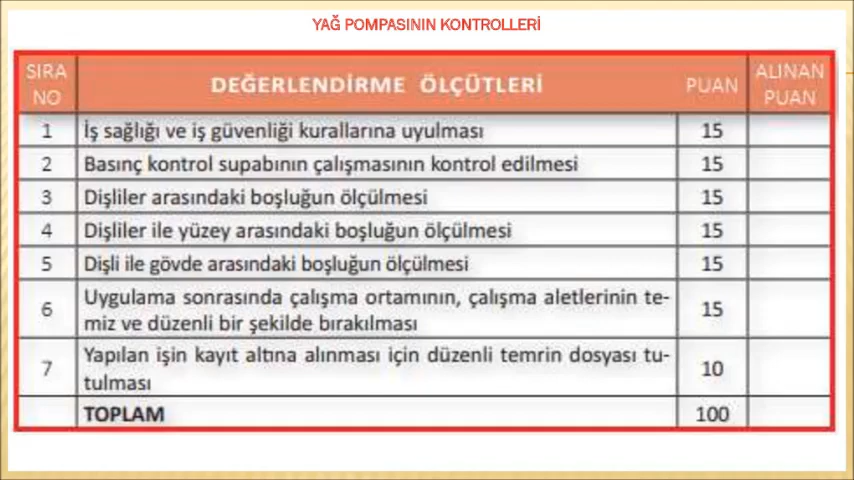 YAĞ POMPASININ KONTROLLERİ
SIRA NO DEĞERLENDİRME ÖLÇÜTLERİ PUAN ALINAN PUAN
1 İş sağlığı ve iş güvenliği kurallarına uyulması 15
2 Basınç kontrol supabının çalışmasının kontrol edilmesi 15
3 Dişliler arasındaki boşluğun ölçülmesi 15
4 Dişliler ile yüzey arasındaki boşluğun ölçülmesi 15
5 Dişli ile gövde arasındaki boşluğun ölçülmesi 15
6 Uygulama sonrasında çalışma ortamının, çalışma aletlerinin te-
miz ve düzenli bir şekilde bırakılması 15
7 Yapılan işin kayıt altına alınması için düzenli temrin dosyası tu-
tulması 10
TOPLAM 100